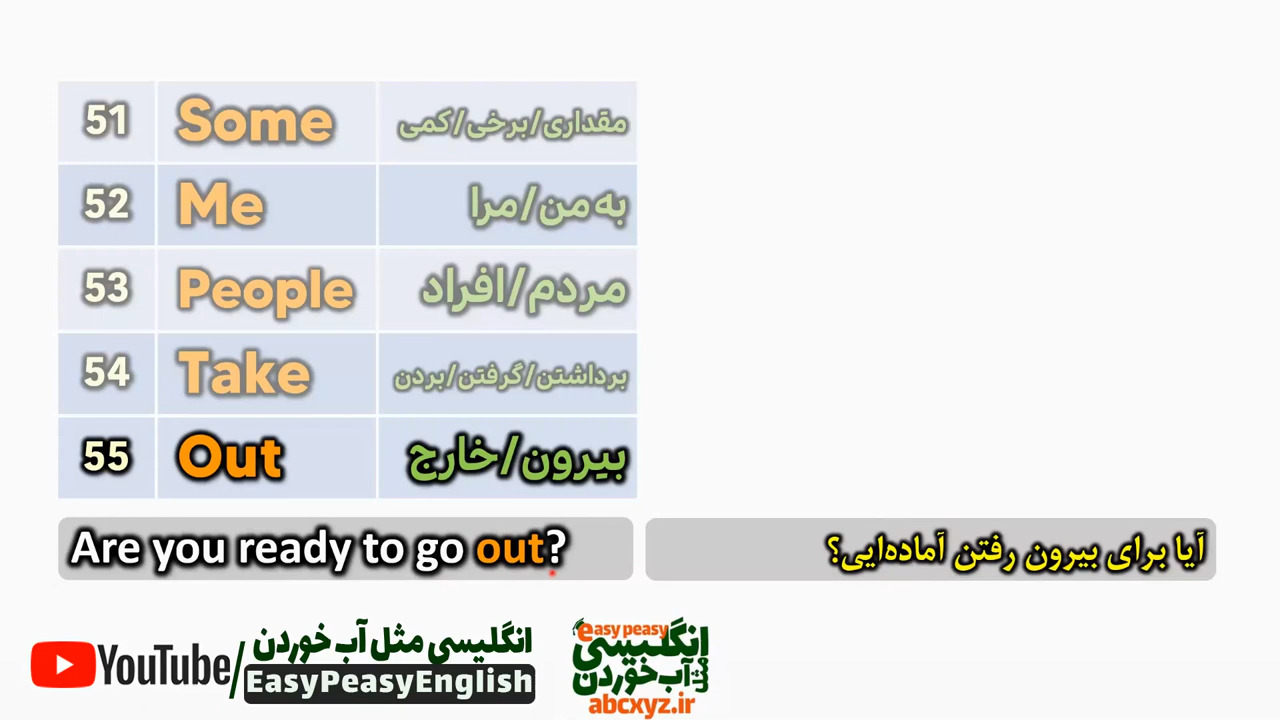 51 Some مقداری/برخی/کمی
52 Me به من/مرا
53 People مردم/افراد
54 Take برداشتن/گرفتن/بردن
55 Out بیرون/خارج
Are you ready to go out?
آیا برای بیرون رفتن آماده‌ایی؟
YouTube/
انگلیسی مثل آب خوردن
EasyPeasyEnglish
easy peasy
انگلیسی
مثل
آب خوردن
abcxyz.ir